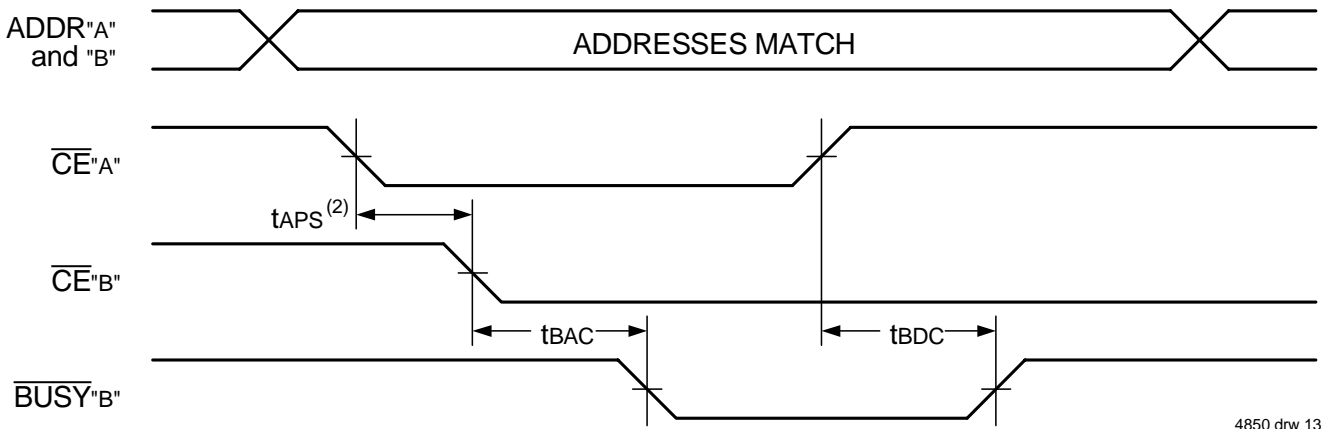 ADDR"A"
and "B"
ADDRESSES MATCH
CE"A"
tAPS (2)
CE"B"
tBAC
tBDC
BUSY"B"
4850 drw 13